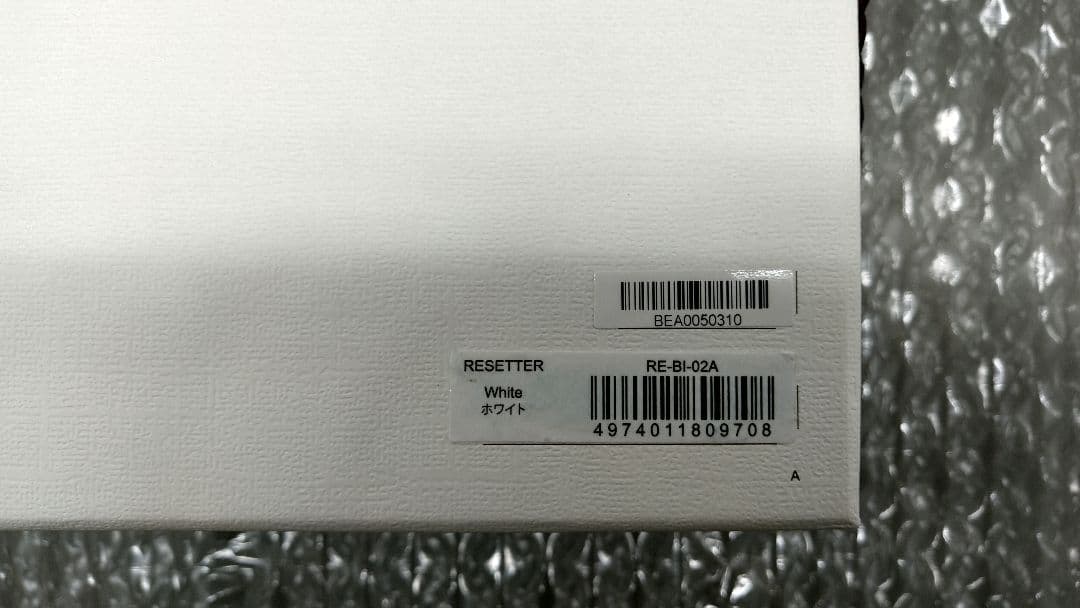 BEA0050310
RESETTER
RE-BI-02A
White
ホワイト
4974011809708
A